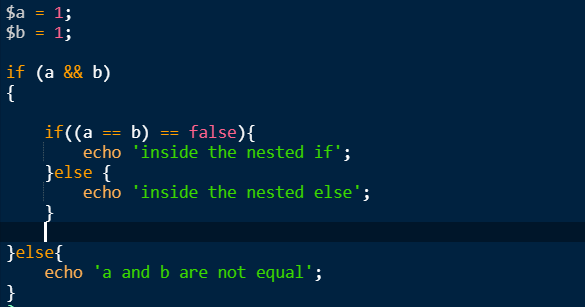 $a = 1;
$b = 1;
if (a && b)
{
if((a == b) == false){
echo 'inside the nested if';
}else {
echo 'inside the nested else';
}
}else{
echo 'a and b are not equal';
}